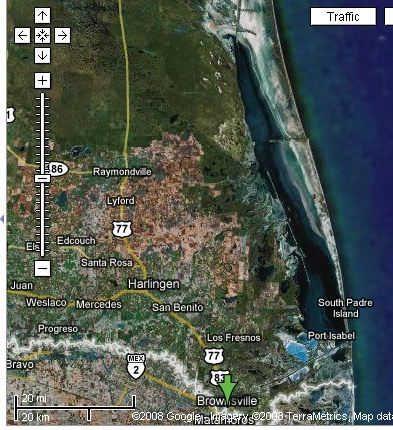 Traffic
186
Raymondville
Lyford
77
Edcouch
Santa Rosa
Juan
Harlingen
Weslaco
Mercedes
San Benito
South Padre
Island
Progreso
Los Fresnos
Port Isabel
77
Bravo
MEX
2
83
20 mi
Brownsville
20 km
©2008 Google - Imagery ©2008 TerraMetrics, Map data
Matamoros